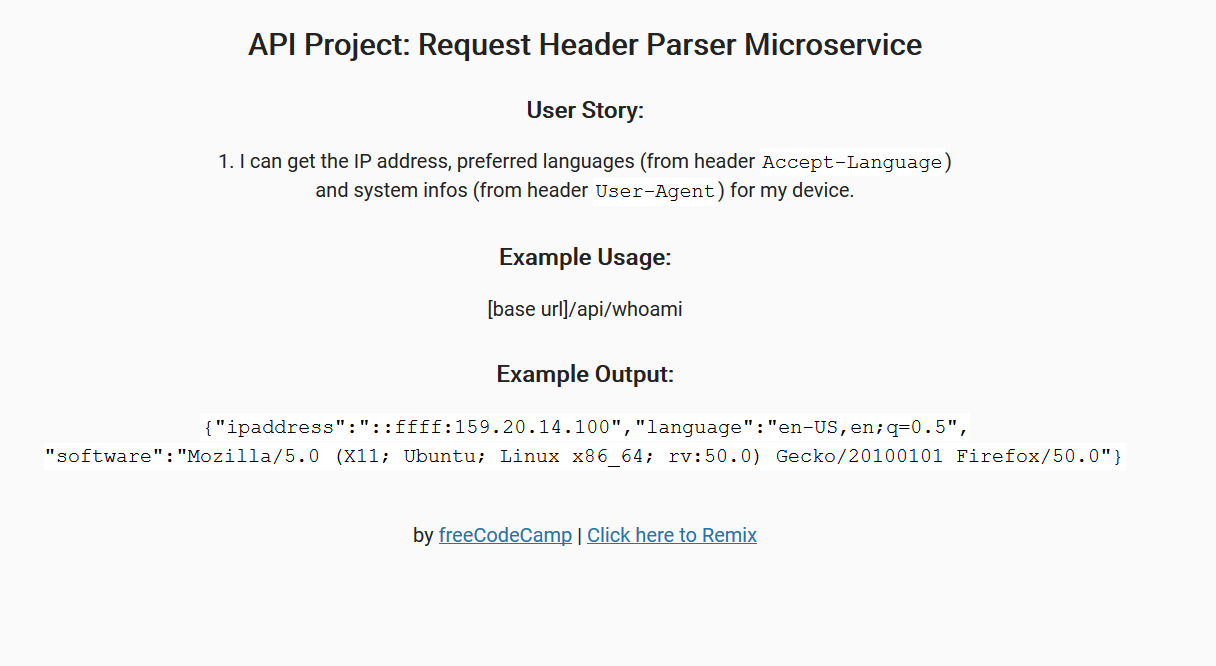 API Project: Request Header Parser Microservice
User Story:
1. I can get the IP address, preferred languages (from header Accept-Language)
and system infos (from header User-Agent) for my device.
Example Usage:
[base url]/api/whoami
Example Output:
{"ipaddress":"::ffff:159.20.14.100","language":"en-US,en;q=0.5",
"software":"Mozilla/5.0 (X11; Ubuntu; Linux x86_64; rv:50.0) Gecko/20100101 Firefox/50.0"}
by freeCodeCamp | Click here to Remix